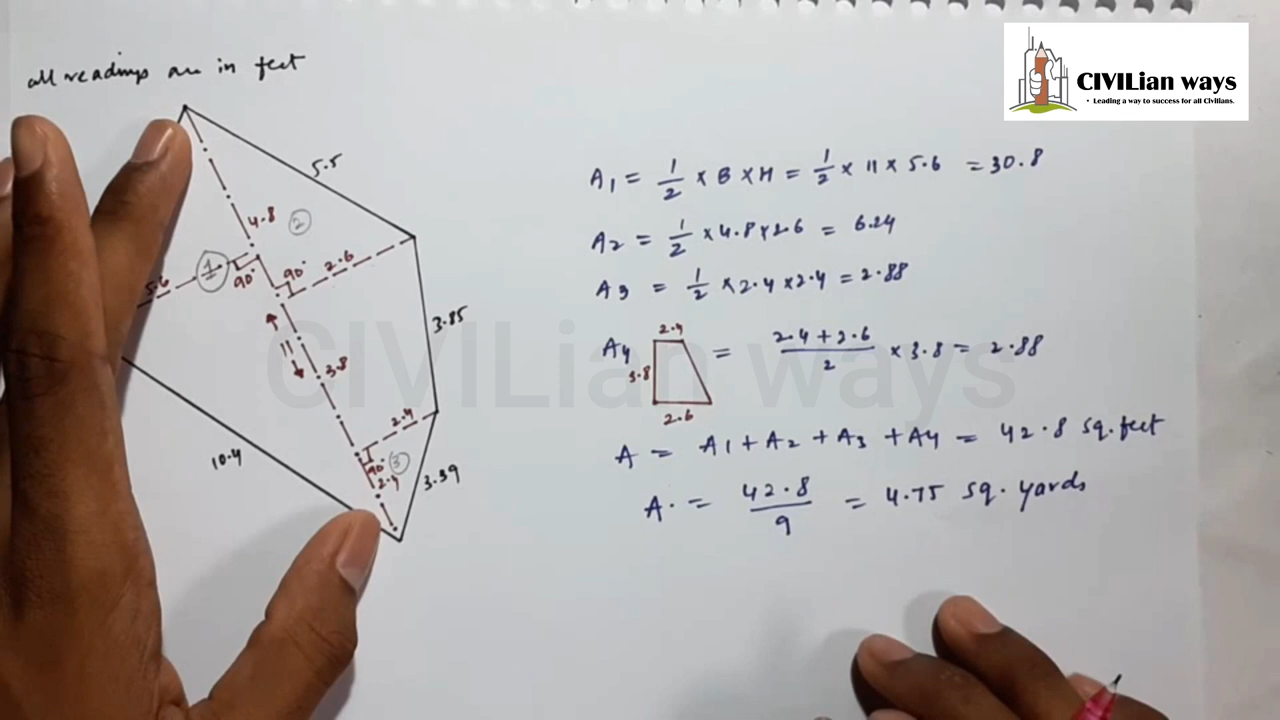 all readings are in feet
CIVILian ways
• Leading a way to success for all Civilians.
5.5
4.8
2
1
5.6
90°
90°
2.6
3.85
11
3.8
2.4
90°
3
2.4
3.39
10.4
A1 = 1/2 × B × H = 1/2 × 11 × 5.6 = 30.8
A2 = 1/2 × 4.8 × 2.6 = 6.24
A3 = 1/2 × 2.4 × 2.4 = 2.88
2.4
A4 = 2.4 + 2.6 / 2 × 3.8 = 2.88
3.8
2.6
CIVILian ways
A = A1 + A2 + A3 + A4 = 42.8 sq. feet
A. = 42.8 / 9 = 4.75 sq. yards